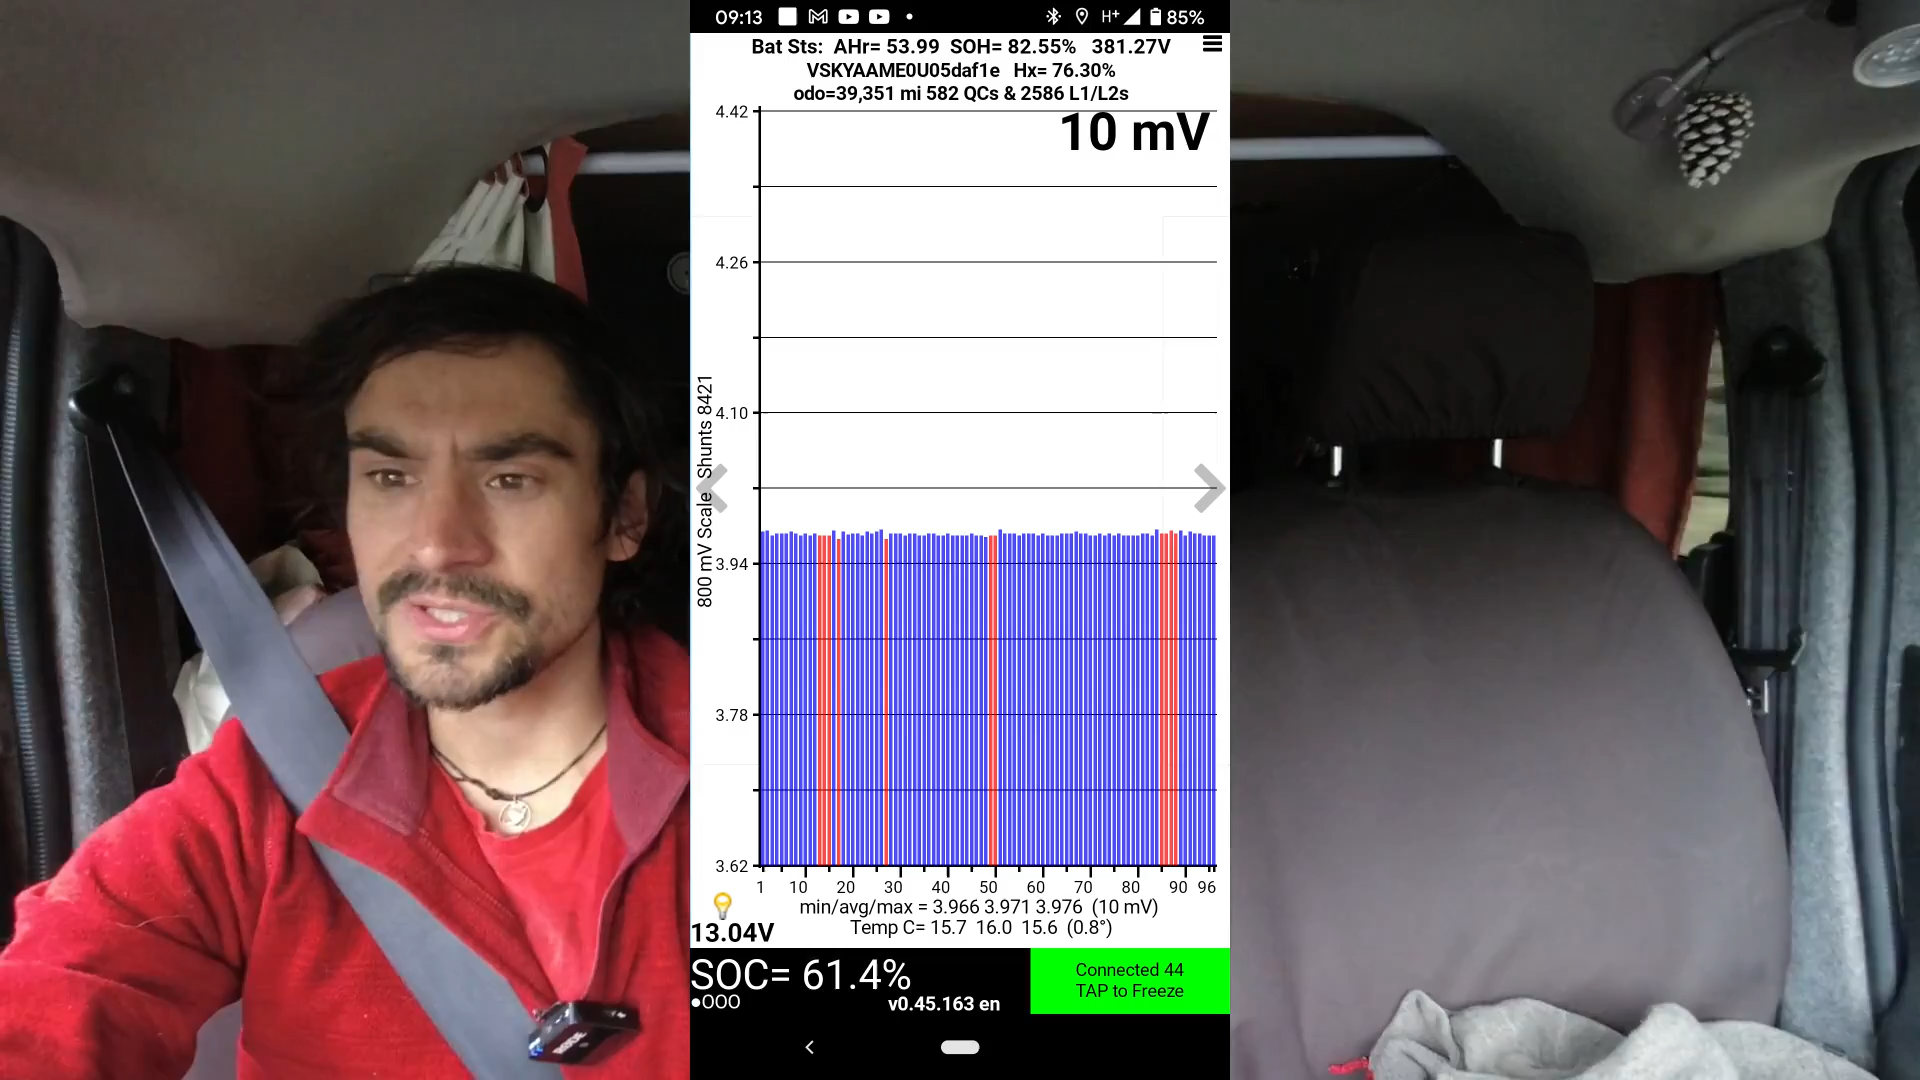 09:13 H+ 85%
Bat Sts: AHr= 53.99 SOH= 82.55% 381.27V
VSKYAAME0U05daf1e Hx= 76.30%
odo=39,351 mi 582 QCs & 2586 L1/L2s
10 mV
4.42
4.26
4.10
3.94
3.78
3.62
800 mV Scale Shunts 8421
1 10 20 30 40 50 60 70 80 90 96
min/avg/max = 3.966 3.971 3.976 (10 mV)
Temp C= 15.7 16.0 15.6 (0.8°)
13.04V
SOC= 61.4%
v0.45.163 en
Connected 44
TAP to Freeze
RODE